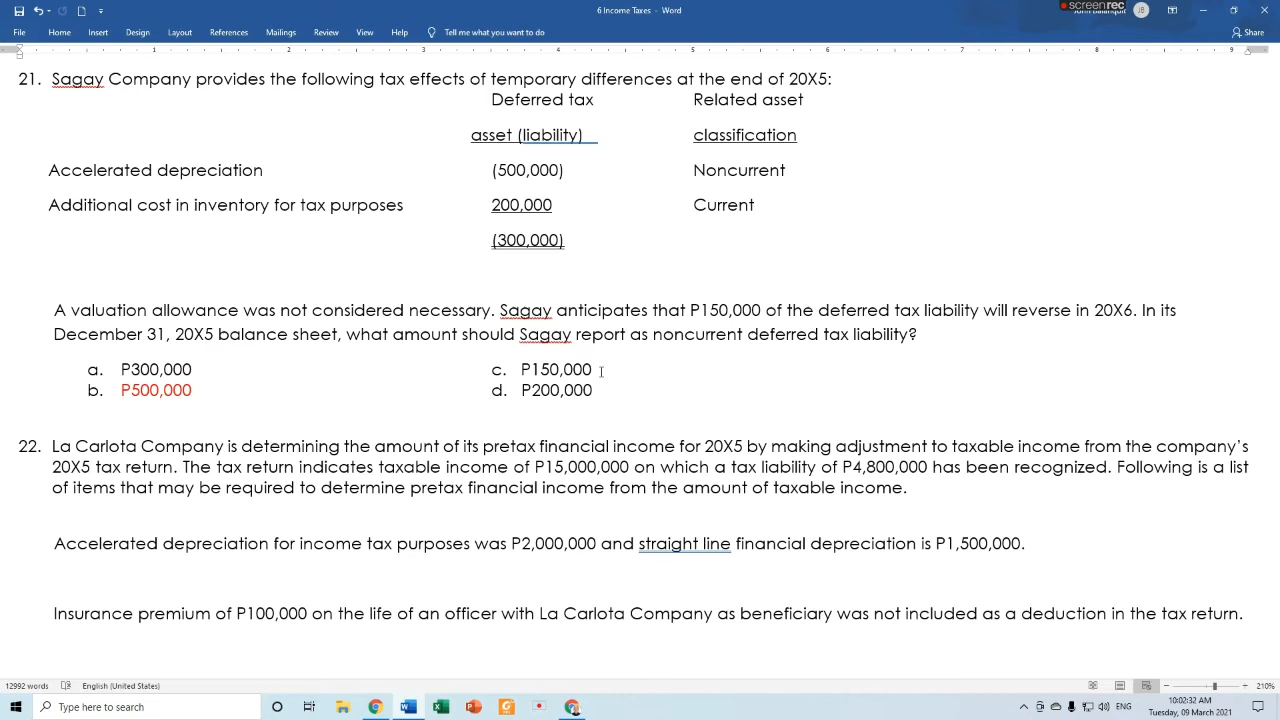 6 Income Taxes - Word
screenrec
JB
File Home Insert Design Layout References Mailings Review View Help Tell me what you want to do Share
1 2 3 4 5 6 7 8 9
21. Sagay Company provides the following tax effects of temporary differences at the end of 20X5:
Deferred tax Related asset
asset (liability) classification
Accelerated depreciation (500,000) Noncurrent
Additional cost in inventory for tax purposes 200,000 Current
(300,000)
A valuation allowance was not considered necessary. Sagay anticipates that P150,000 of the deferred tax liability will reverse in 20X6. In its
December 31, 20X5 balance sheet, what amount should Sagay report as noncurrent deferred tax liability?
a. P300,000 c. P150,000
b. P500,000 d. P200,000
22. La Carlota Company is determining the amount of its pretax financial income for 20X5 by making adjustment to taxable income from the company's
20X5 tax return. The tax return indicates taxable income of P15,000,000 on which a tax liability of P4,800,000 has been recognized. Following is a list
of items that may be required to determine pretax financial income from the amount of taxable income.
Accelerated depreciation for income tax purposes was P2,000,000 and straight line financial depreciation is P1,500,000.
Insurance premium of P100,000 on the life of an officer with La Carlota Company as beneficiary was not included as a deduction in the tax return.
12992 words English (United States) 210%
Type here to search
ENG
10:02:32 AM
Tuesday, 09 March 2021